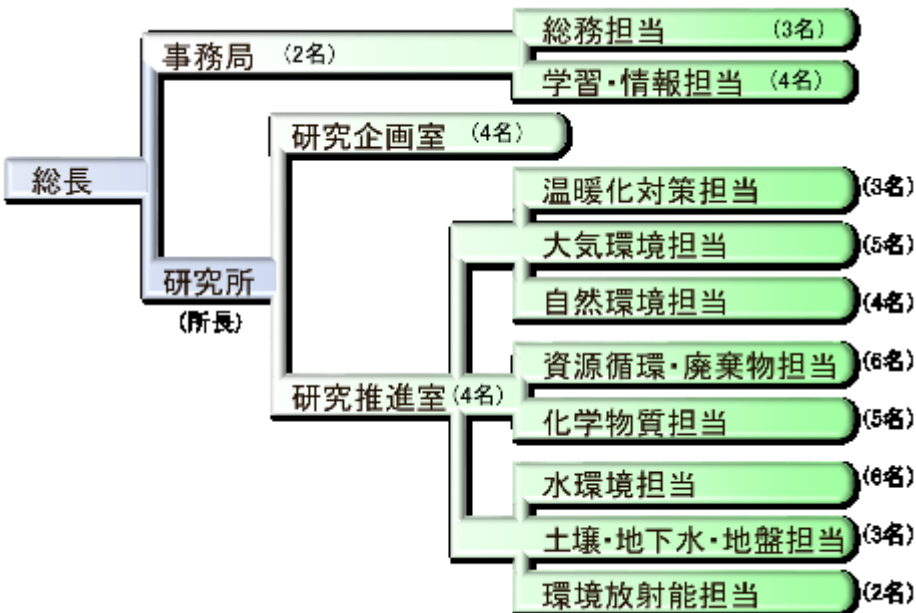 総務担当 (3名)
事務局 (2名)
学習・情報担当 (4名)
研究企画室 (4名)
総長
温暖化対策担当 (3名)
大気環境担当 (5名)
研究所
(所長)
自然環境担当 (4名)
資源循環・廃棄物担当 (6名)
研究推進室 (4名)
化学物質担当 (5名)
水環境担当 (6名)
土壌・地下水・地盤担当 (3名)
環境放射能担当 (2名)